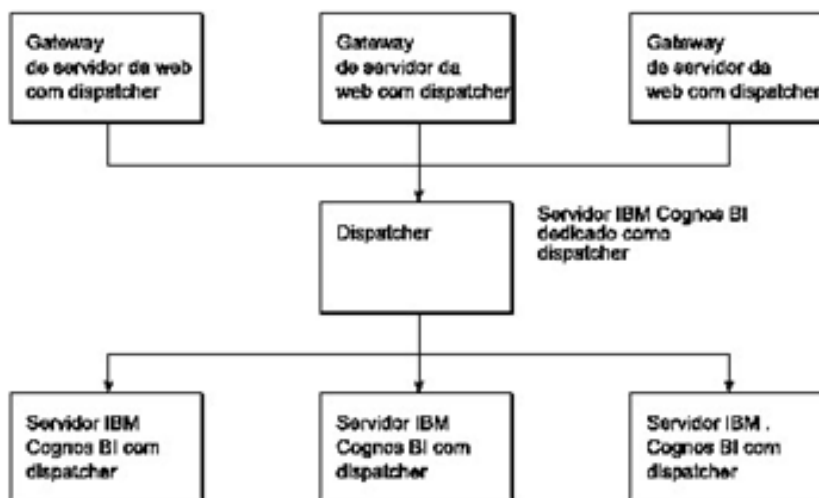 Gateway
de servidor da web
com dispatcher
Gateway
de servidor da
web com dispatcher
Gateway
de servidor da
web com dispatcher
Dispatcher
Servidor IBM Cognos BI
dedicado como
dispatcher
Servidor IBM
Cognos BI com
dispatcher
Servidor IBM
Cognos BI com
dispatcher
Servidor IBM .
Cognos BI com
dispatcher